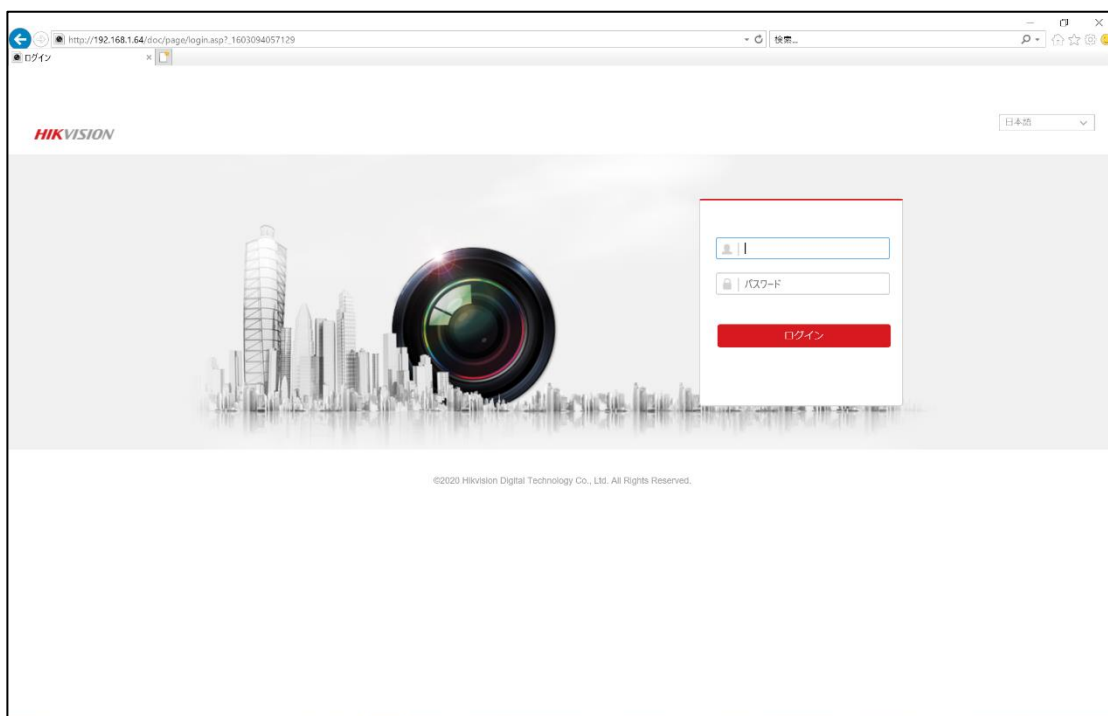 http://192.168.1.64/doc/page/login.asp?_1603094057129
検索...
ログイン
HIKVISION
日本語
パスワード
ログイン
©2020 Hikvision Digital Technology Co., Ltd. All Rights Reserved.